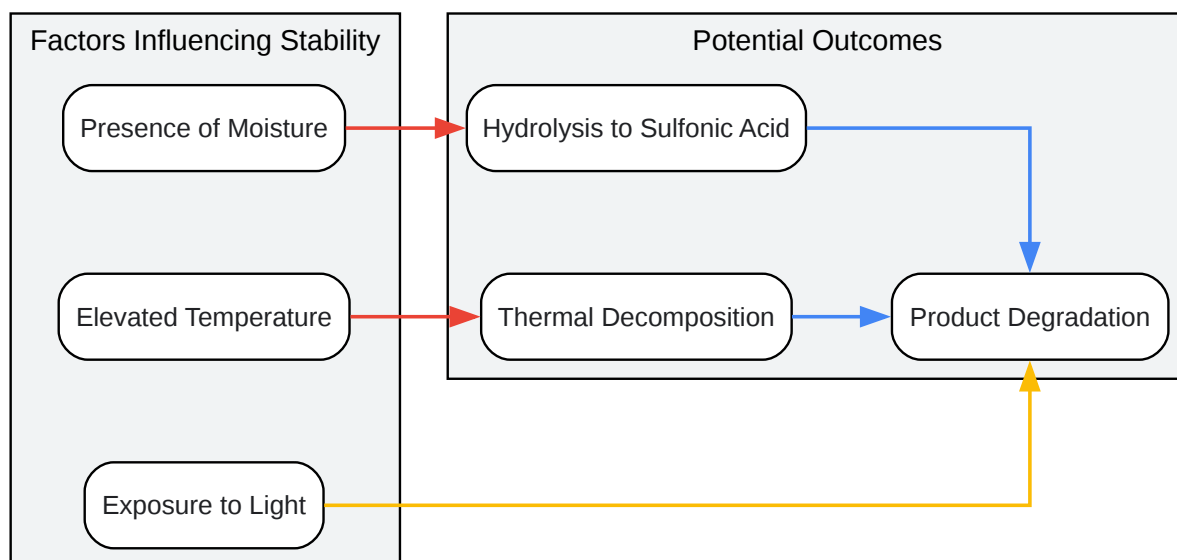 Factors Influencing Stability
Potential Outcomes
Presence of Moisture
Hydrolysis to Sulfonic Acid
Elevated Temperature
Thermal Decomposition
Product Degradation
Exposure to Light